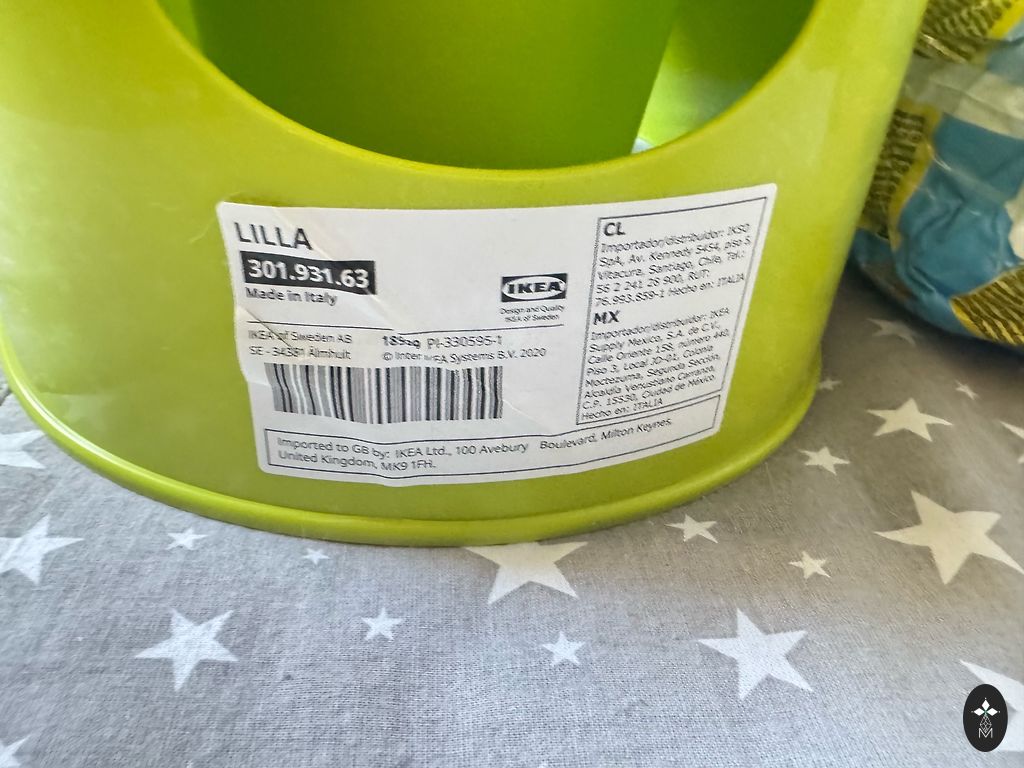 LILLA
301.931.63
Made in Italy
IKEA
Design and Quality
IKEA of Sweden
IKEA of Sweden AB
SE - 34381 Älmhult
PI-330595-1
© Inter Systems B.V. 2020
Imported to GB by: IKEA Ltd., 100 Avebury Boulevard, Milton Keynes,
United Kingdom, MK9 1FH.
CL
Importador/distribuidor: IKSO
SpA, Av. Kennedy 5454, piso 5,
Vitacura, Santiago, Chile, Tel.:
56 2 241 26 900, RUT:
76.993.859-1 Hecho en: ITALIA
MX
Importador/distribuidor: IKEA
Supply Mexico, S.A. de C.V.,
Calle Oriente 158, número 440,
Piso 3, Local JD-01, Colonia
Moctezuma, Segunda Sección,
Alcaldía Venustiano Carranza,
C.P. 15530, Ciudad de México
Hecho en: ITALIA
M